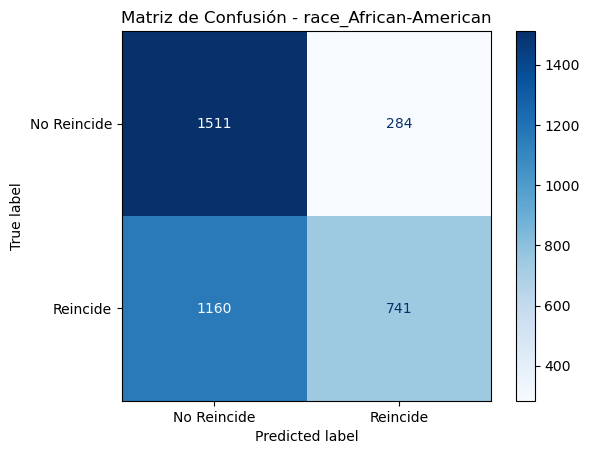 Matriz de Confusión - race_African-American
True label
No Reincide
1511
284
Reincide
1160
741
No Reincide
Reincide
Predicted label
1400
1200
1000
800
600
400